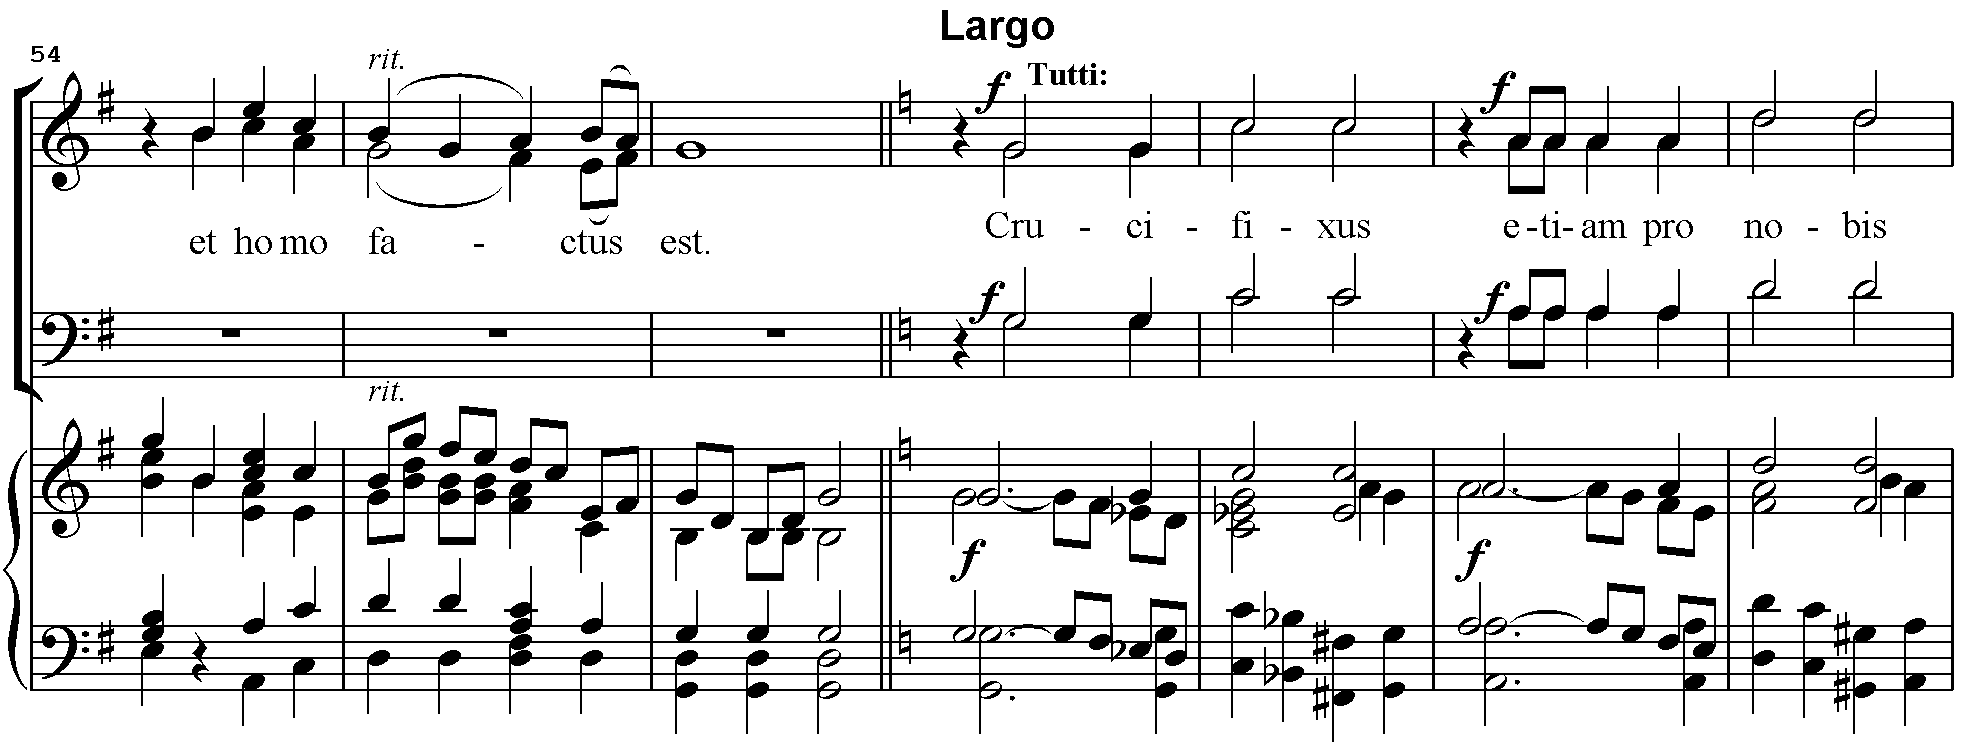 Largo
54
rit.
f Tutti:
f
et ho mo fa - ctus est. Cru - ci - fi - xus e-ti-am pro no - bis
f
f
rit.
f
f